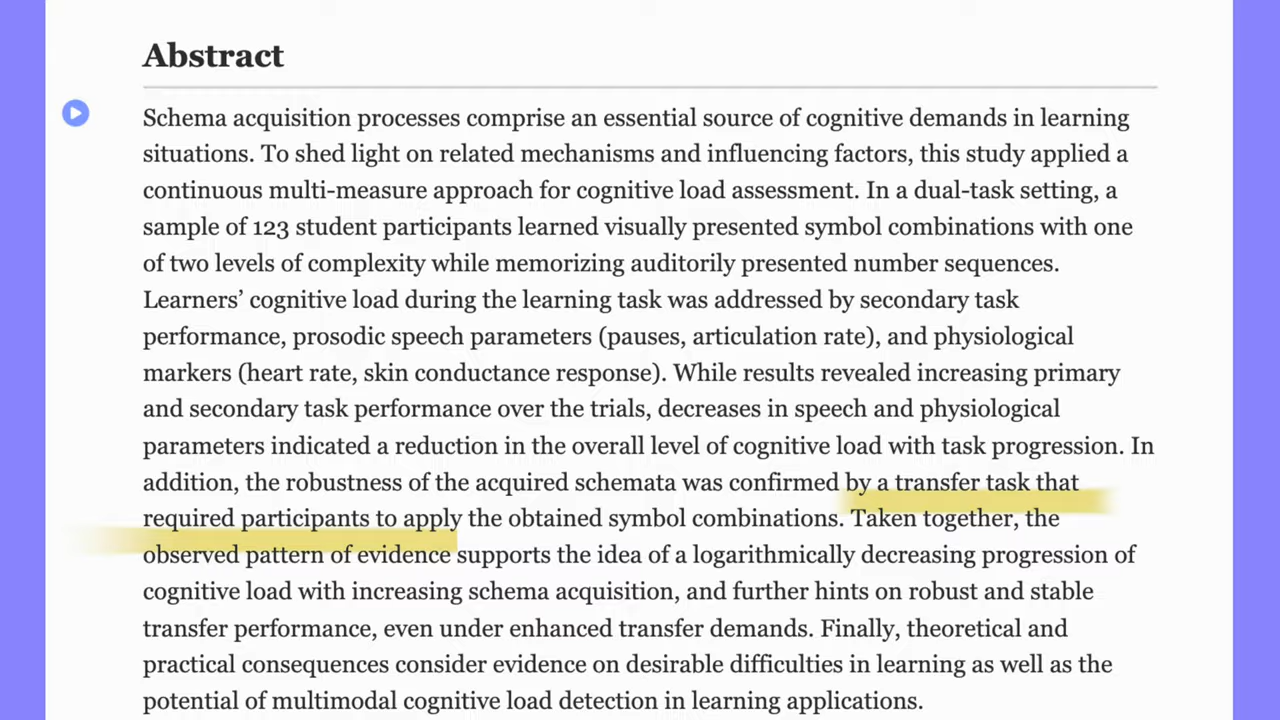 Abstract
Schema acquisition processes comprise an essential source of cognitive demands in learning
situations. To shed light on related mechanisms and influencing factors, this study applied a
continuous multi-measure approach for cognitive load assessment. In a dual-task setting, a
sample of 123 student participants learned visually presented symbol combinations with one
of two levels of complexity while memorizing auditorily presented number sequences.
Learners’ cognitive load during the learning task was addressed by secondary task
performance, prosodic speech parameters (pauses, articulation rate), and physiological
markers (heart rate, skin conductance response). While results revealed increasing primary
and secondary task performance over the trials, decreases in speech and physiological
parameters indicated a reduction in the overall level of cognitive load with task progression. In
addition, the robustness of the acquired schemata was confirmed by a transfer task that
required participants to apply the obtained symbol combinations. Taken together, the
observed pattern of evidence supports the idea of a logarithmically decreasing progression of
cognitive load with increasing schema acquisition, and further hints on robust and stable
transfer performance, even under enhanced transfer demands. Finally, theoretical and
practical consequences consider evidence on desirable difficulties in learning as well as the
potential of multimodal cognitive load detection in learning applications.